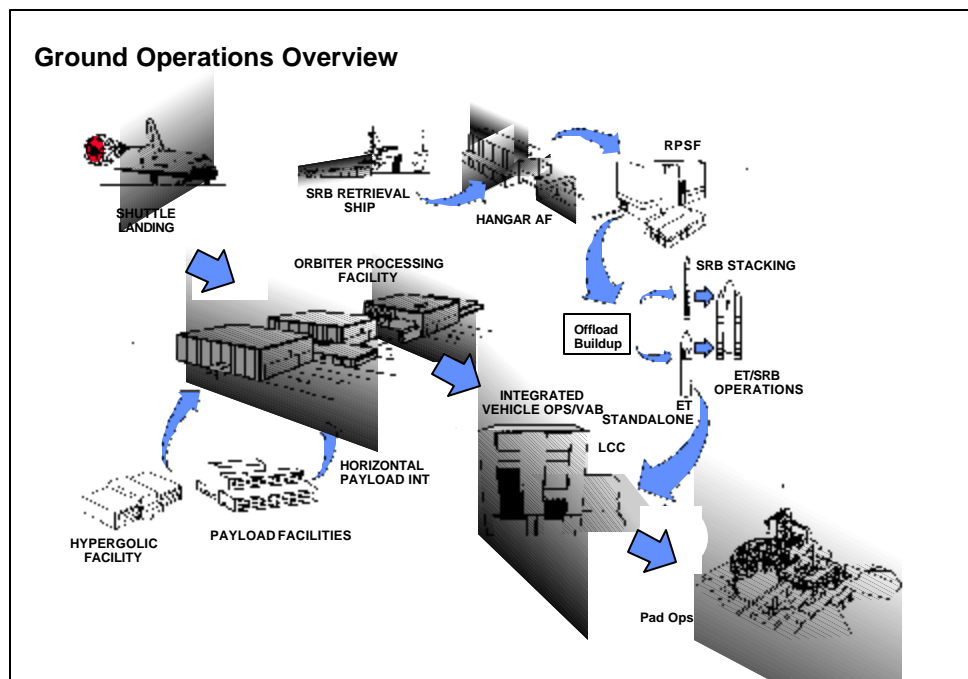 Ground Operations Overview
RPSF
SRB RETRIEVAL
SHIP
HANGAR AF
SHUTTLE
LANDING
ORBITER PROCESSING
FACILITY
SRB STACKING
Offload
Buildup
ET/SRB
OPERATIONS
INTEGRATED
VEHICLE OPS/VAB
ET
STANDALONE
LCC
HORIZONTAL
PAYLOAD INT
PAYLOAD FACILITIES
HYPERGOLIC
FACILITY
Pad Ops